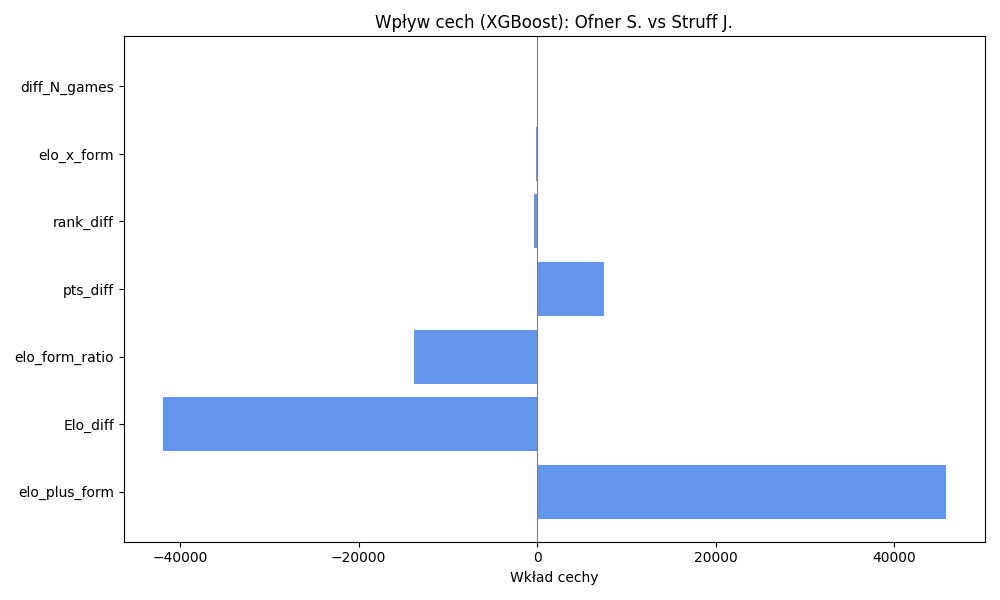 Wpływ cech (XGBoost): Ofner S. vs Struff J.
diff_N_games
elo_x_form
rank_diff
pts_diff
elo_form_ratio
Elo_diff
elo_plus_form
−40000 −20000 0 20000 40000
Wkład cechy